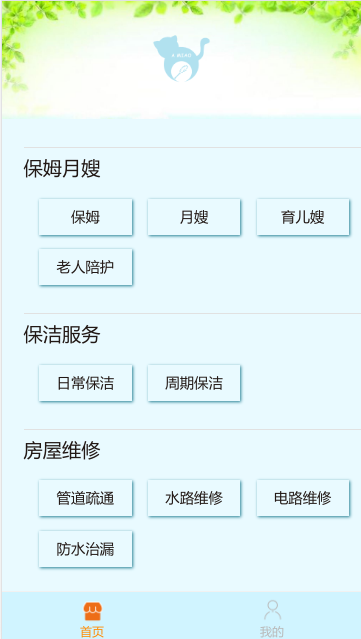 保姆月嫂
保姆 月嫂 育儿嫂
老人陪护
保洁服务
日常保洁 周期保洁
房屋维修
管道疏通 水路维修 电路维修
防水治漏
首页 我的